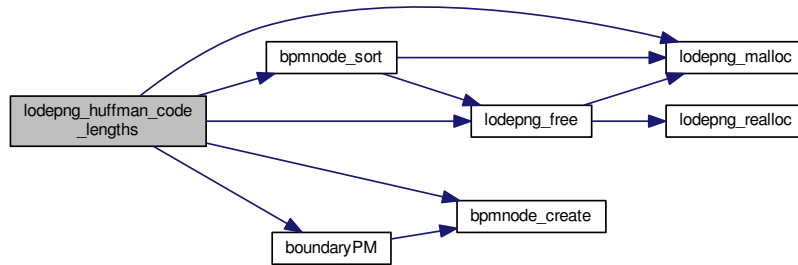 lodepng_huffman_code
_lengths
bpmnode_sort
lodepng_malloc
lodepng_free
lodepng_realloc
bpmnode_create
boundaryPM